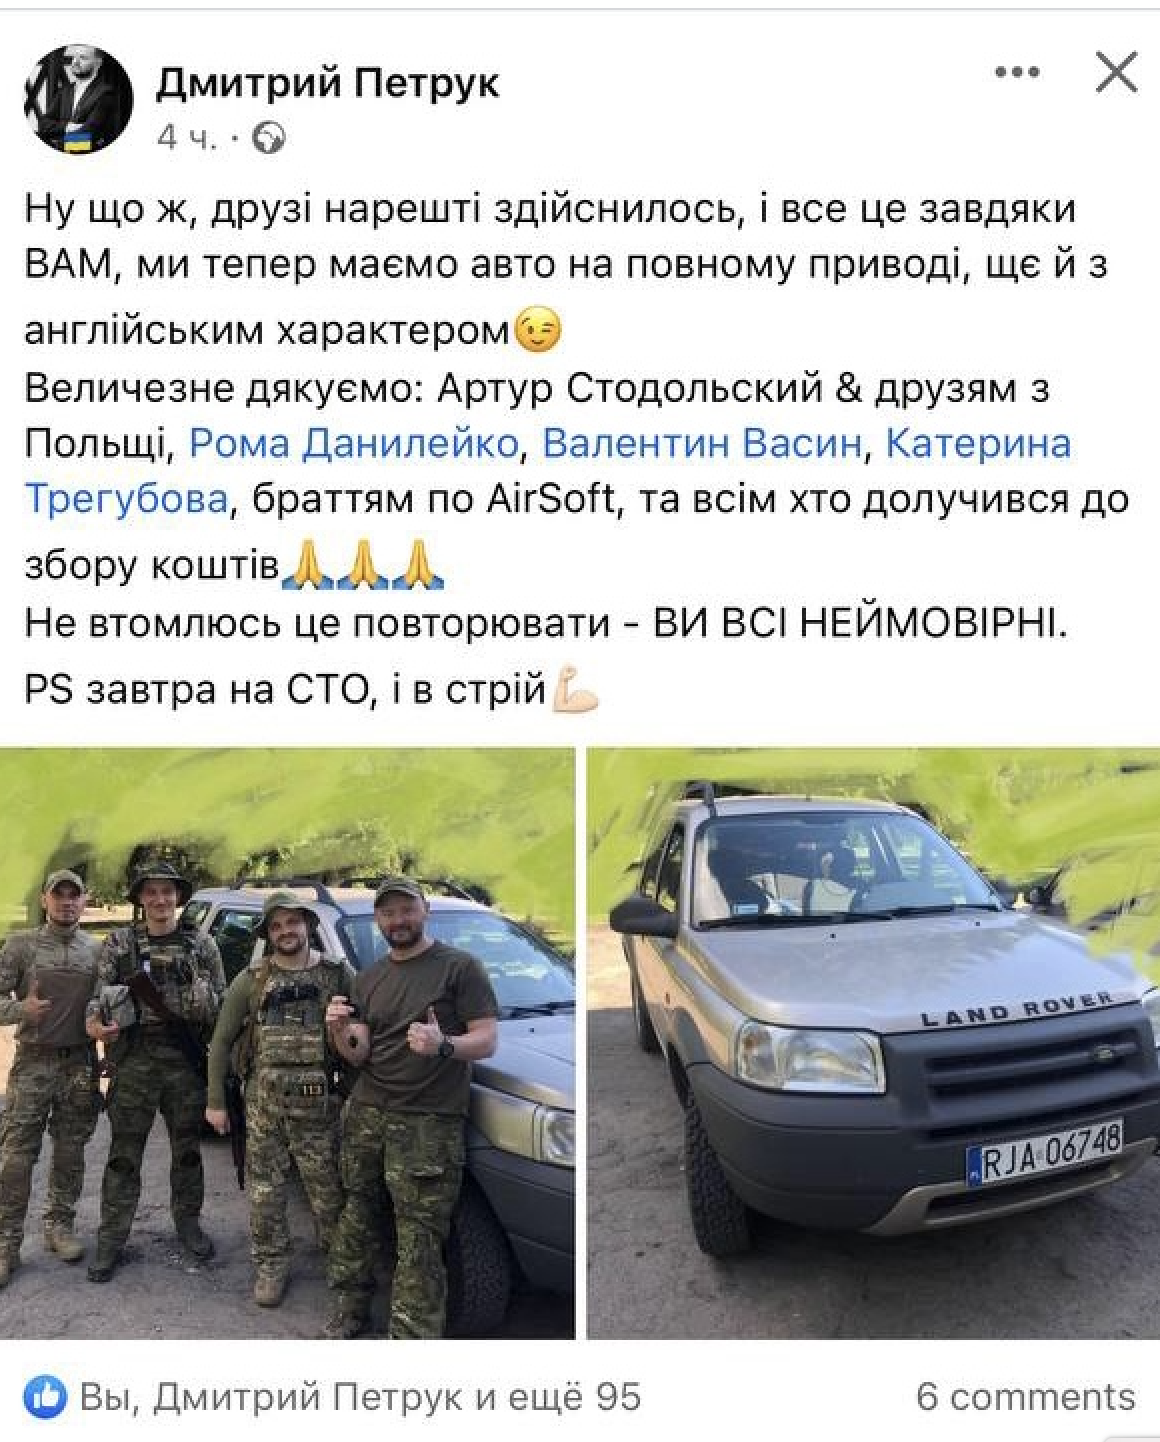 Дмитрий Петрук
4 ч. ·
Ну що ж, друзі нарешті здійснилось, і все це завдяки
ВАМ, ми тепер маємо авто на повному приводі, щє й з
англійським характером😉
Величезне дякуємо: Артур Стодольский & друзям з
Польщі, Рома Данилейко, Валентин Васин, Катерина
Трегубова, браттям по AirSoft, та всім хто долучився до
збору коштів🙏🙏🙏
Не втомлюсь це повторювати - ВИ ВСІ НЕЙМОВІРНІ.
PS завтра на СТО, і в стрій💪🏻
113
LAND ROVER
RJA 06748
Вы, Дмитрий Петрук и ещё 95
6 comments